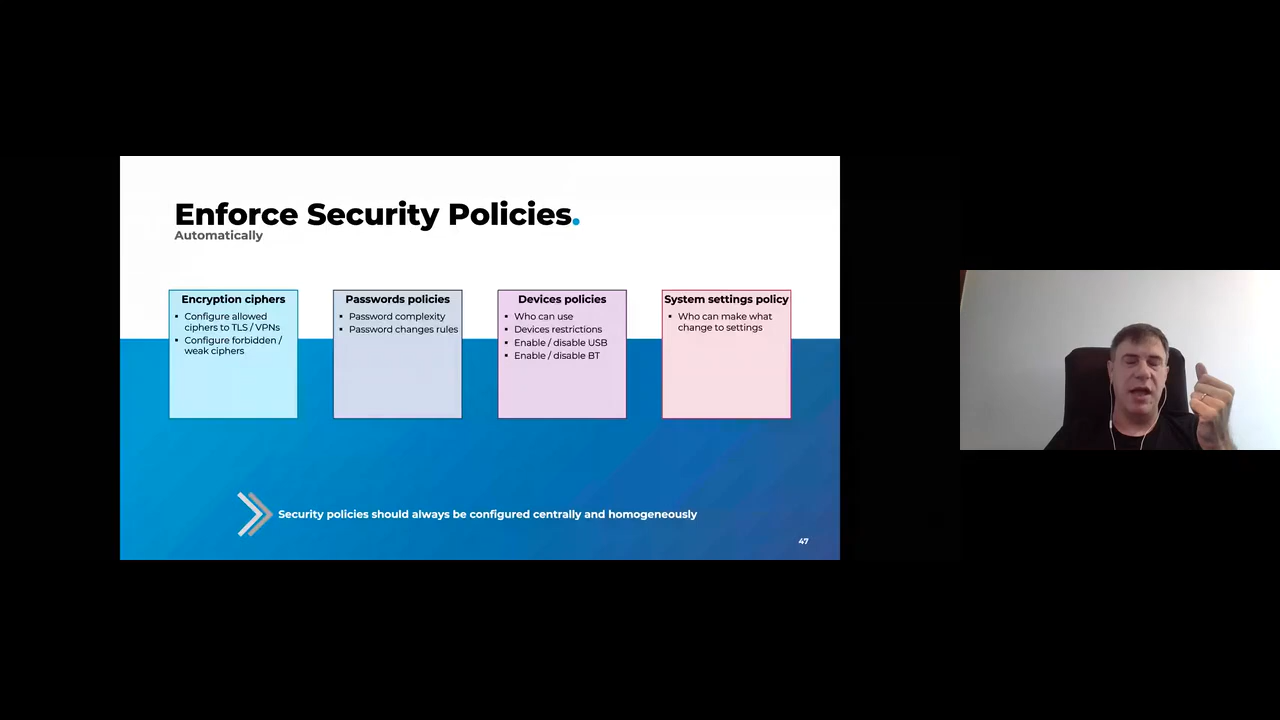 Enforce Security Policies.
Automatically
Encryption ciphers
▪ Configure allowed
ciphers to TLS / VPNs
▪ Configure forbidden /
weak ciphers
Passwords policies
▪ Password complexity
▪ Password changes rules
Devices policies
▪ Who can use
▪ Devices restrictions
▪ Enable / disable USB
▪ Enable / disable BT
System settings policy
▪ Who can make what
change to settings
Security policies should always be configured centrally and homogeneously
47